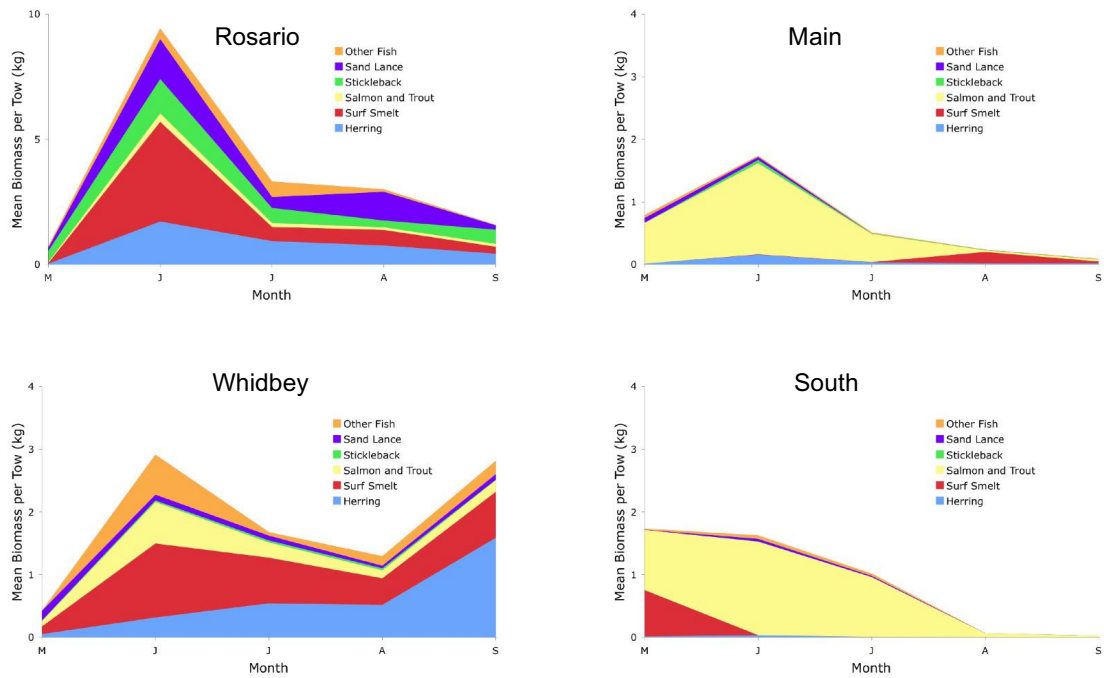 Rosario
Mean Biomass per Tow (kg)
10
5
0
Other Fish
Sand Lance
Stickleback
Salmon and Trout
Surf Smelt
Herring
M J J A S
Month
Main
Mean Biomass per Tow (kg)
4
3
2
1
0
Other Fish
Sand Lance
Stickleback
Salmon and Trout
Surf Smelt
Herring
M J J A S
Month
Whidbey
Mean Biomass per Tow (kg)
4
3
2
1
0
Other Fish
Sand Lance
Stickleback
Salmon and Trout
Surf Smelt
Herring
M J J A S
Month
South
Mean Biomass per Tow (kg)
4
3
2
1
0
Other Fish
Sand Lance
Stickleback
Salmon and Trout
Surf Smelt
Herring
M J J A S
Month